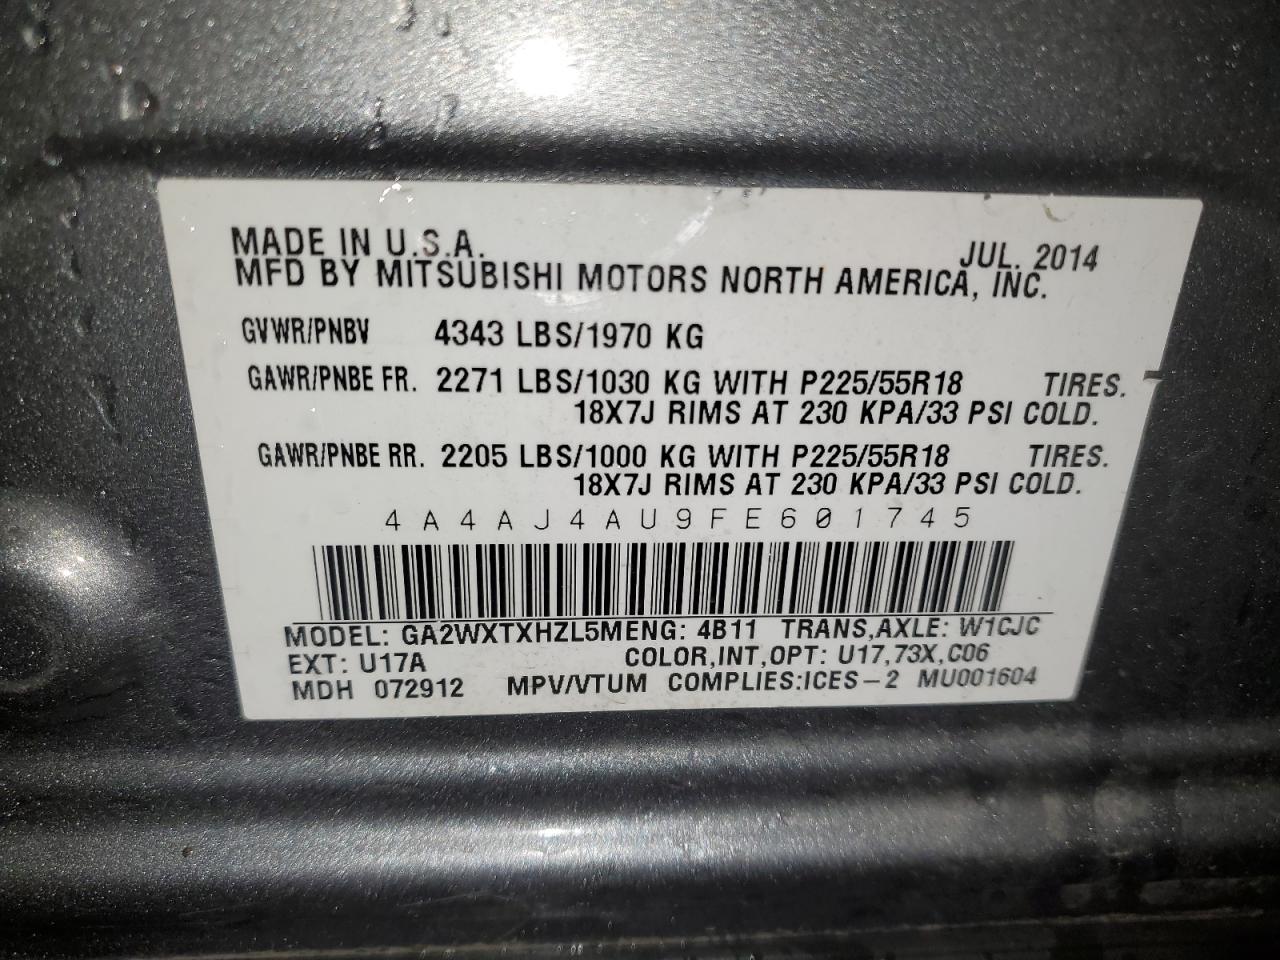 MADE IN U.S.A. JUL. 2014
MFD BY MITSUBISHI MOTORS NORTH AMERICA, INC.
GVWR/PNBV 4343 LBS/1970 KG
GAWR/PNBE FR. 2271 LBS/1030 KG WITH P225/55R18 TIRES.
18X7J RIMS AT 230 KPA/33 PSI COLD.
GAWR/PNBE RR. 2205 LBS/1000 KG WITH P225/55R18 TIRES.
18X7J RIMS AT 230 KPA/33 PSI COLD.
4A4AJ4AU9FE601745
MODEL: GA2WXTXHZL5MENG: 4B11 TRANS,AXLE: W1CJC
EXT: U17A COLOR,INT,OPT: U17,73X,C06
MDH 072912 MPV/VTUM COMPLIES:ICES-2 MU001604